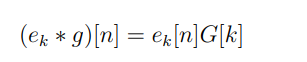 (e_k * g)[n] = e_k[n]G[k]